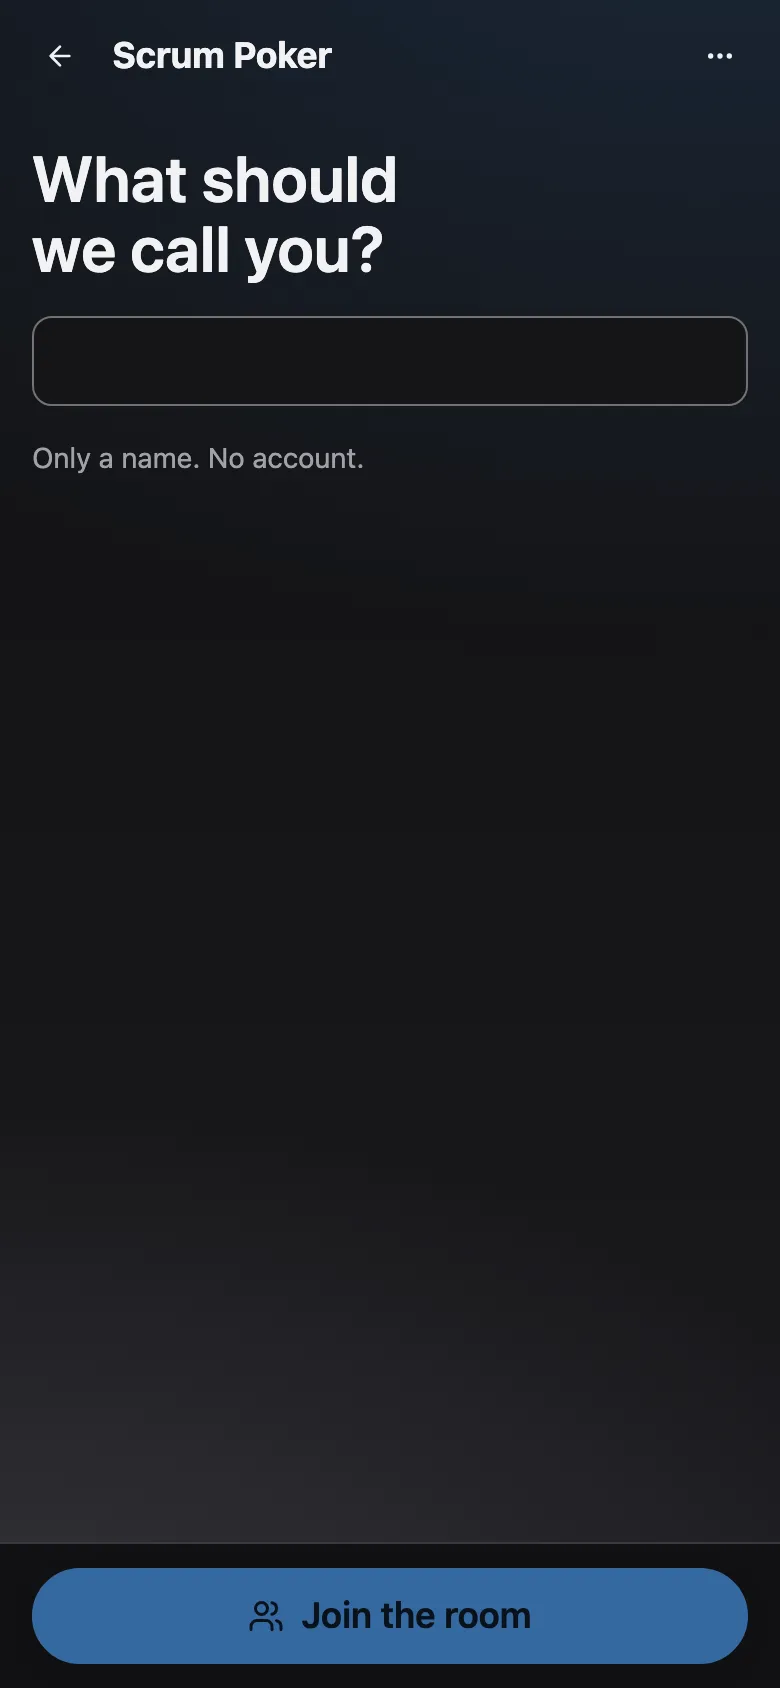 Scrum Poker
What should
we call you?
Only a name. No account.
Join the room